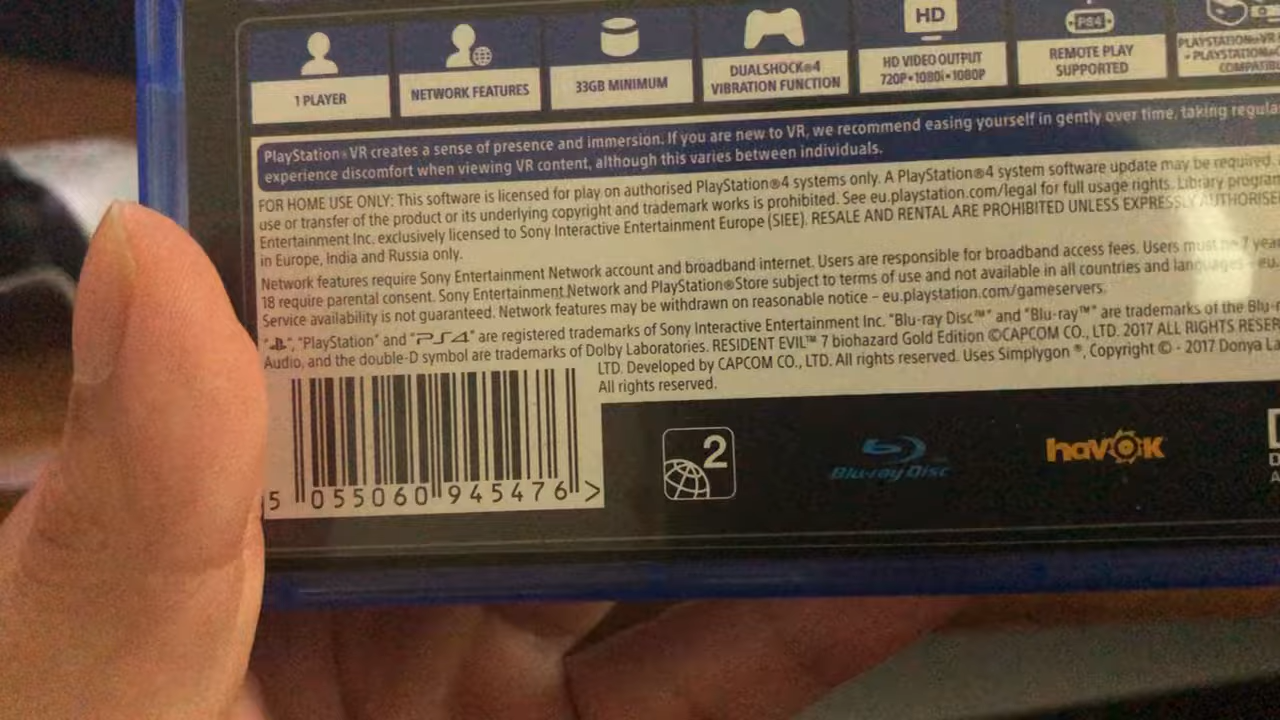 HD
PS4
1 PLAYER
NETWORK FEATURES
33GB MINIMUM
DUALSHOCK®4
VIBRATION FUNCTION
HD VIDEO OUTPUT
720P•1080i•1080P
REMOTE PLAY
SUPPORTED
PlayStation®VR creates a sense of presence and immersion. If you are new to VR, we recommend easing yourself in gently over time, taking
experience discomfort when viewing VR content, although this varies between individuals.
FOR HOME USE ONLY: This software is licensed for play on authorised PlayStation®4 systems only. A PlayStation®4 system software update may be required.
use or transfer of the product or its underlying copyright and trademark works is prohibited. See eu.playstation.com/legal for full usage rights. Library
Entertainment Inc. exclusively licensed to Sony Interactive Entertainment Europe (SIEE). RESALE AND RENTAL ARE PROHIBITED UNLESS EXPRESSLY
in Europe, India and Russia only.
Network features require Sony Entertainment Network account and broadband internet. Users are responsible for broadband access fees. Users must be 7
18 require parental consent. Sony Entertainment Network and PlayStation®Store subject to terms of use and not available in all countries and languages – eu.
Service availability is not guaranteed. Network features may be withdrawn on reasonable notice – eu.playstation.com/gameservers.
"PlayStation" and "PS4" are registered trademarks of Sony Interactive Entertainment Inc. "Blu-ray Disc™" and "Blu-ray™" are trademarks of the
Audio, and the double-D symbol are trademarks of Dolby Laboratories. RESIDENT EVIL™ 7 biohazard Gold Edition ©CAPCOM CO., LTD. 2017 ALL RIGHTS
LTD. Developed by CAPCOM CO., LTD. All rights reserved. Uses Simplygon ®, Copyright © - 2017 Donya
All rights reserved.
5 055060 945476 >
2
Blu-ray Disc
havok